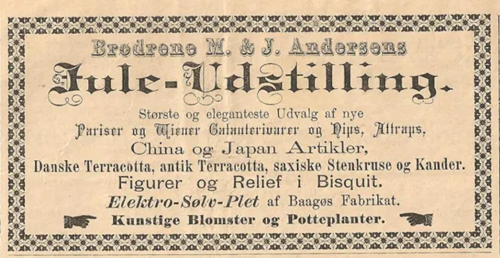 Brødrene M. & J. Andersens
Jule-Udstilling.
Største og eleganteste Udvalg af nye
Pariser og Wiener Galanterivarer og Nips, Attraps,
China og Japan Artikler,
Danske Terracotta, antik Terracotta, saxiske Stenkruse og Kander.
Figurer og Relief i Bisquit.
Elektro-Sølv-Plet af Baagøs Fabrikat.
Kunstige Blomster og Potteplanter.